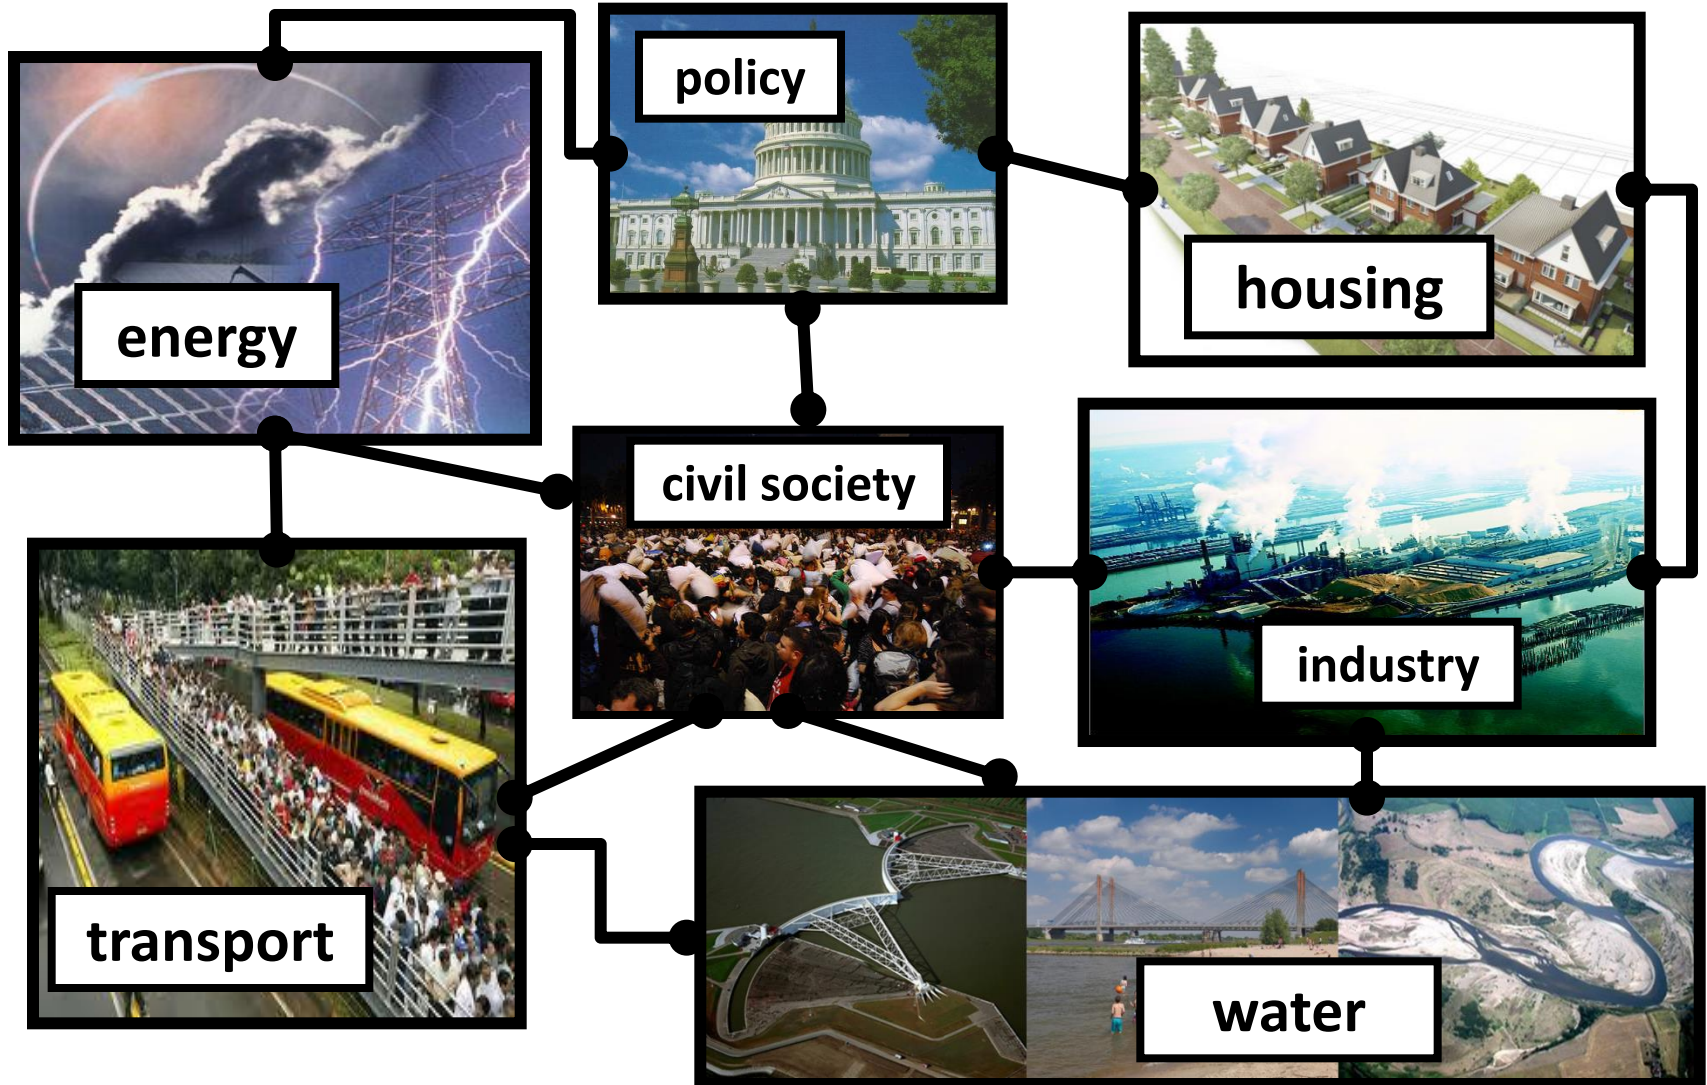 policy
housing
energy
civil society
industry
transport
water